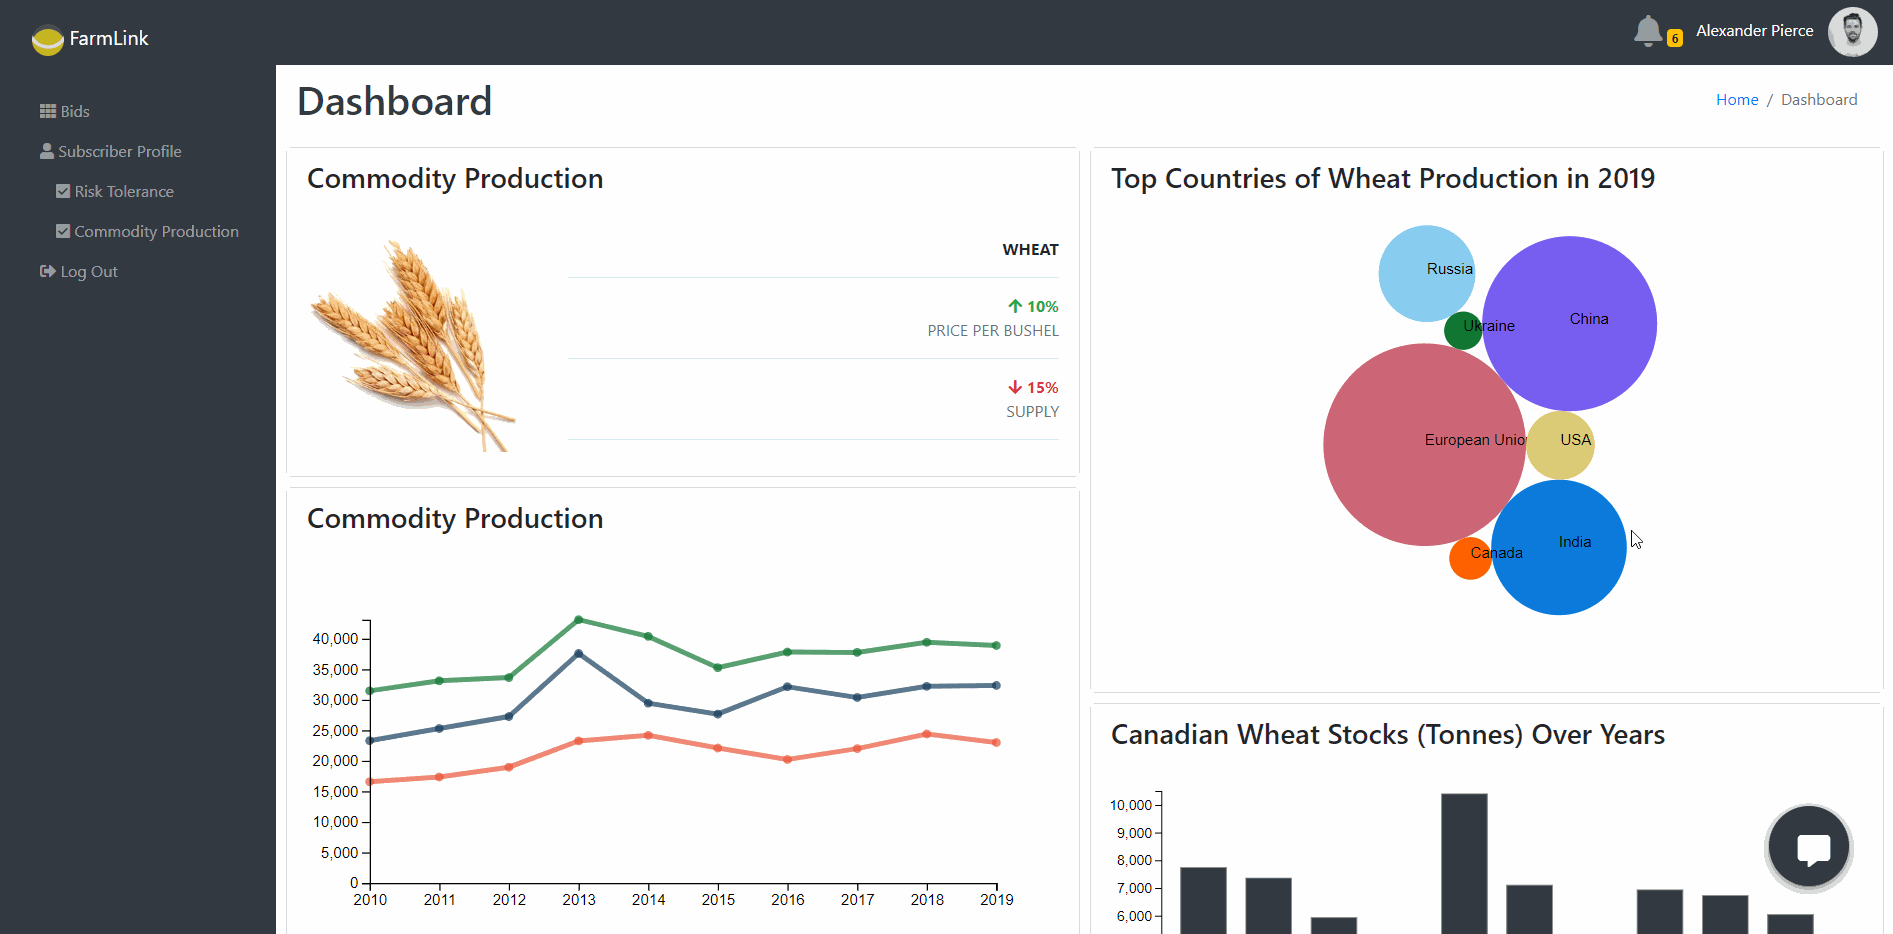 FarmLink
6
Alexander Pierce
Bids
Subscriber Profile
Risk Tolerance
Commodity Production
Log Out
Dashboard
Home / Dashboard
Commodity Production
WHEAT
10%
PRICE PER BUSHEL
15%
SUPPLY
Commodity Production
40,000
35,000
30,000
25,000
20,000
15,000
10,000
5,000
0
2010 2011 2012 2013 2014 2015 2016 2017 2018 2019
Top Countries of Wheat Production in 2019
Russia
China
Ukraine
European Unio
USA
India
Canada
Canadian Wheat Stocks (Tonnes) Over Years
10,000
9,000
8,000
7,000
6,000